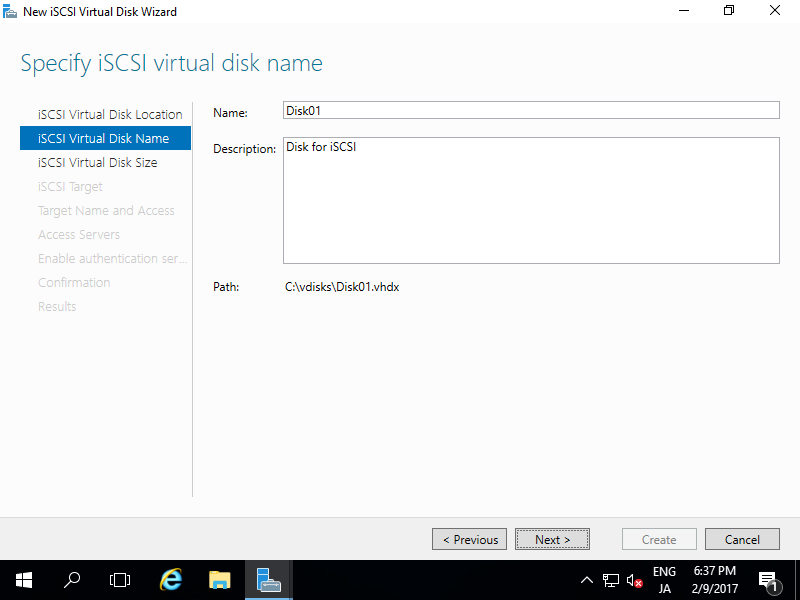 New iSCSI Virtual Disk Wizard
Specify iSCSI virtual disk name
iSCSI Virtual Disk Location
iSCSI Virtual Disk Name
iSCSI Virtual Disk Size
iSCSI Target
Target Name and Access
Access Servers
Enable authentication ser...
Confirmation
Results
Name: Disk01
Description: Disk for iSCSI
Path: C:\vdisks\Disk01.vhdx
< Previous Next > Create Cancel
ENG 6:37 PM
JA 2/9/2017 1